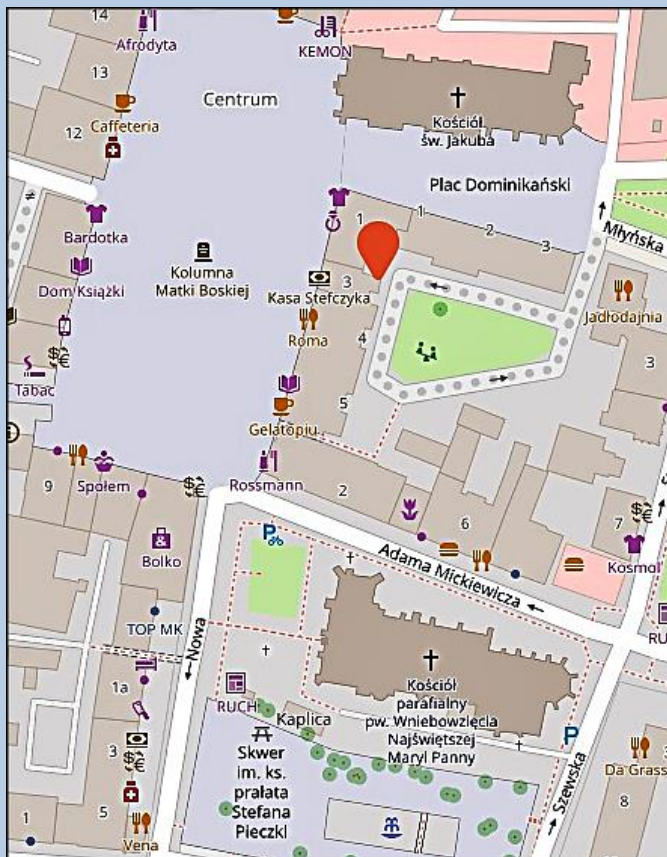 14
Afrodyta
KEMON
13
Centrum
Caffeteria
12
Kościół
św. Jakuba
Plac Dominikański
1
1
2
3
Młyńska
Bardotka
Kolumna
Matki Boskiej
Dom Książki
3
Kasa Stefczyka
Jadłodajnia
Roma
4
3
Tabac
5
Gelatopiu
9
Społem
Rossmann
2
6
7
Kosmo
Bolko
Adama Mickiewicza
TOP MK
Nowa
RU
1a
RUCH
Kaplica
Kościół
parafialny
pw. Wniebowzięcia
Najświętszej
Maryi Panny
3
Skwer
im. ks.
prałata
Stefana
Pieczki
P
P
Szewska
Da Grass
8
1
5
Vena